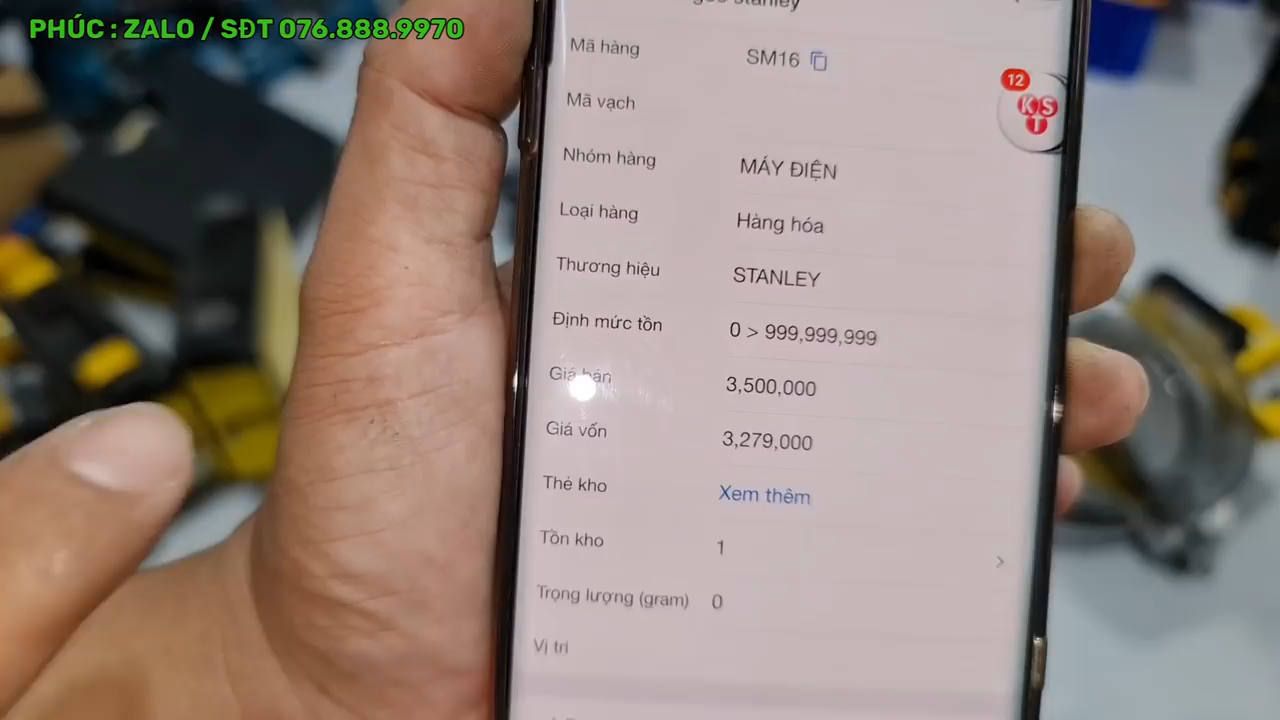 PHÚC : ZALO / SĐT 076.888.9970
stanley
Mã hàng SM16
12
KST
Mã vạch
Nhóm hàng MÁY ĐIỆN
Loại hàng Hàng hóa
Thương hiệu STANLEY
Định mức tồn 0 > 999,999,999
Giá bán 3,500,000
Giá vốn 3,279,000
Thẻ kho Xem thêm
Tồn kho 1
Trọng lượng (gram) 0
Vị trí